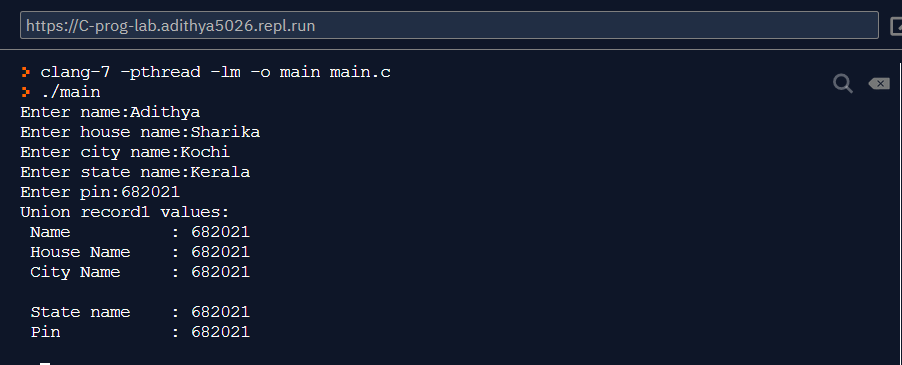 https://C-prog-lab.adithya5026.repl.run
> clang-7 -pthread -lm -o main main.c
> ./main
Enter name:Adithya
Enter house name:Sharika
Enter city name:Kochi
Enter state name:Kerala
Enter pin:682021
Union record1 values:
Name : 682021
House Name : 682021
City Name : 682021
State name : 682021
Pin : 682021